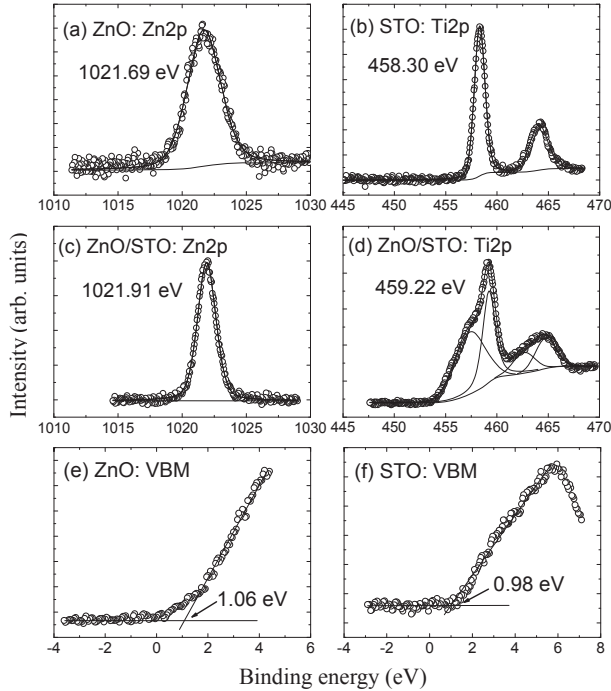 (a) ZnO: Zn2p
1021.69 eV
1010 1015 1020 1025 1030
(b) STO: Ti2p
458.30 eV
445 450 455 460 465 470
(c) ZnO/STO: Zn2p
1021.91 eV
1010 1015 1020 1025 1030
(d) ZnO/STO: Ti2p
459.22 eV
445 450 455 460 465 470
(e) ZnO: VBM
1.06 eV
-4 -2 0 2 4 6
(f) STO: VBM
0.98 eV
-4 -2 0 2 4 6 8
Intensity (arb. units)
Binding energy (eV)